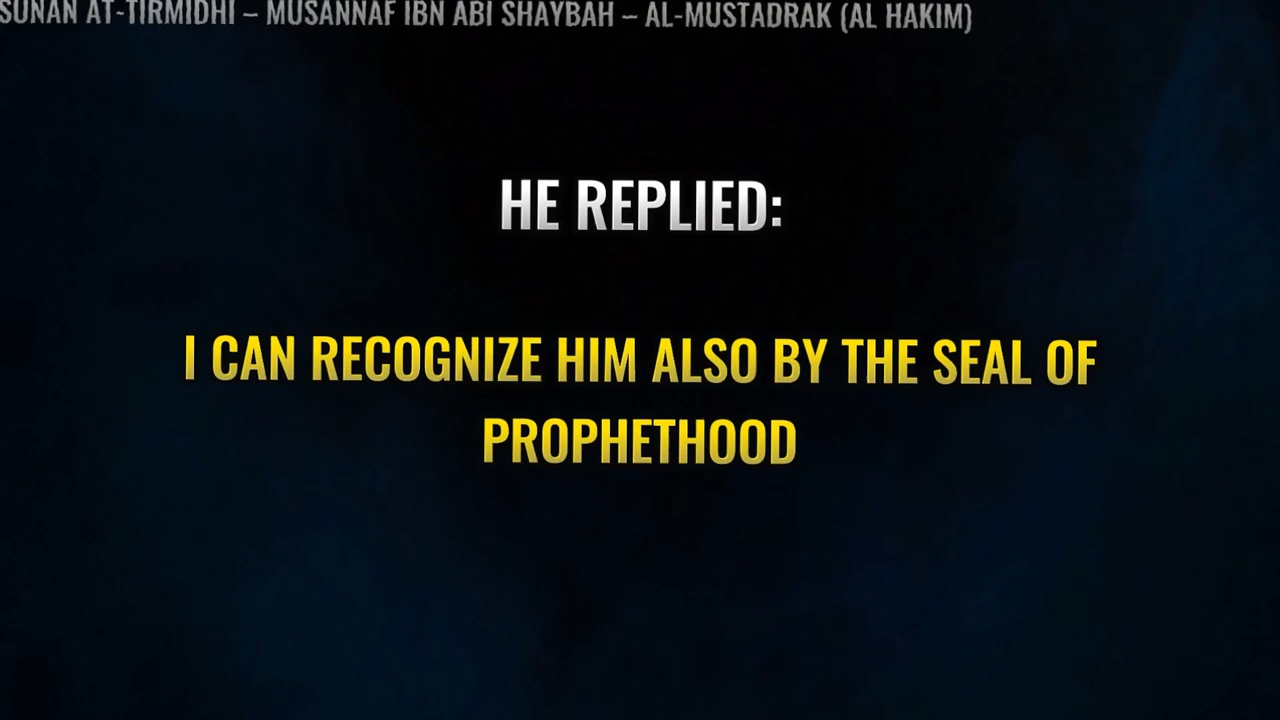 SUNAN AT-TIRMIDHI – MUSANNAF IBN ABI SHAYBAH – AL-MUSTADRAK (AL HAKIM)
HE REPLIED:
I CAN RECOGNIZE HIM ALSO BY THE SEAL OF
PROPHETHOOD